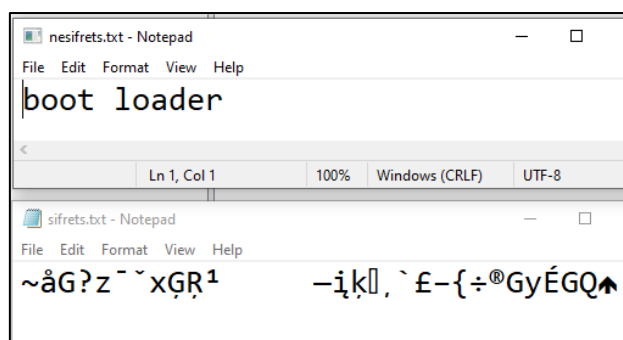 nesifrets.txt - Notepad
File Edit Format View Help
boot loader
Ln 1, Col 1 100% Windows (CRLF) UTF-8
sifrets.txt - Notepad
File Edit Format View Help
~åG?z¯ˇxĢŖ¹ —įķ▯‚`£–{÷®GyÉGQ🡹